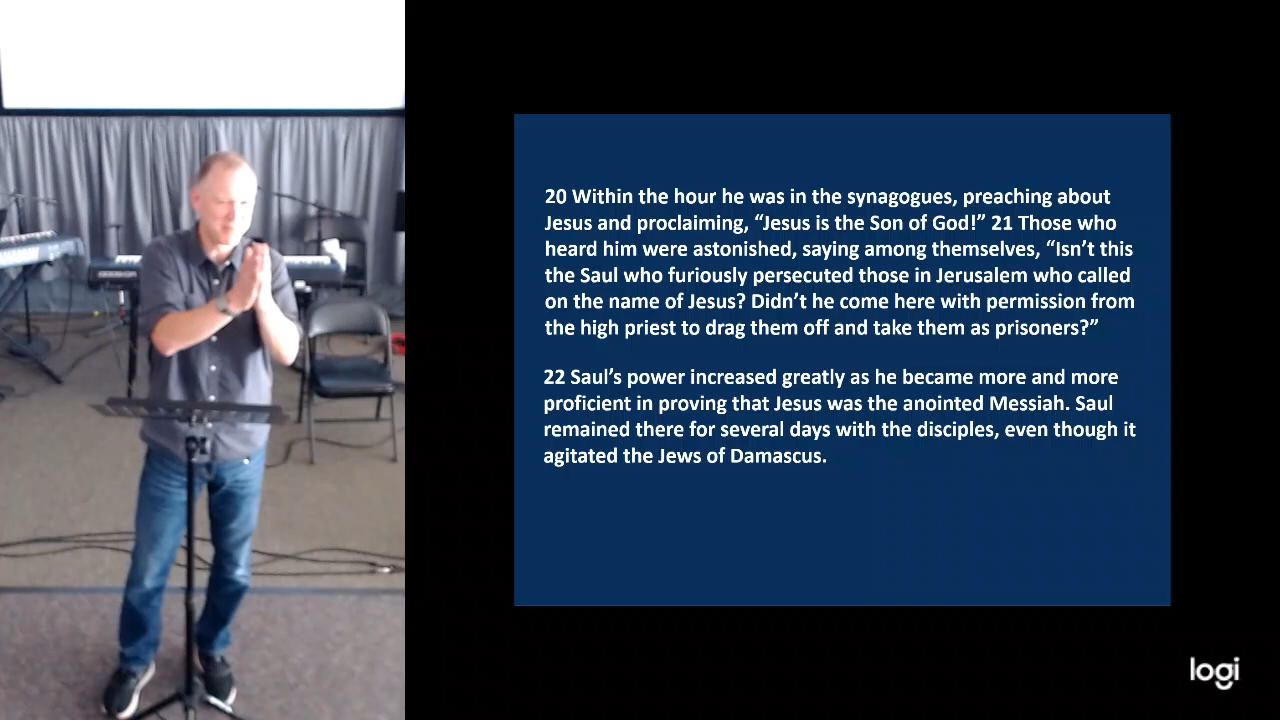 20 Within the hour he was in the synagogues, preaching about
Jesus and proclaiming, “Jesus is the Son of God!” 21 Those who
heard him were astonished, saying among themselves, “Isn’t this
the Saul who furiously persecuted those in Jerusalem who called
on the name of Jesus? Didn’t he come here with permission from
the high priest to drag them off and take them as prisoners?”
22 Saul’s power increased greatly as he became more and more
proficient in proving that Jesus was the anointed Messiah. Saul
remained there for several days with the disciples, even though it
agitated the Jews of Damascus.
logi